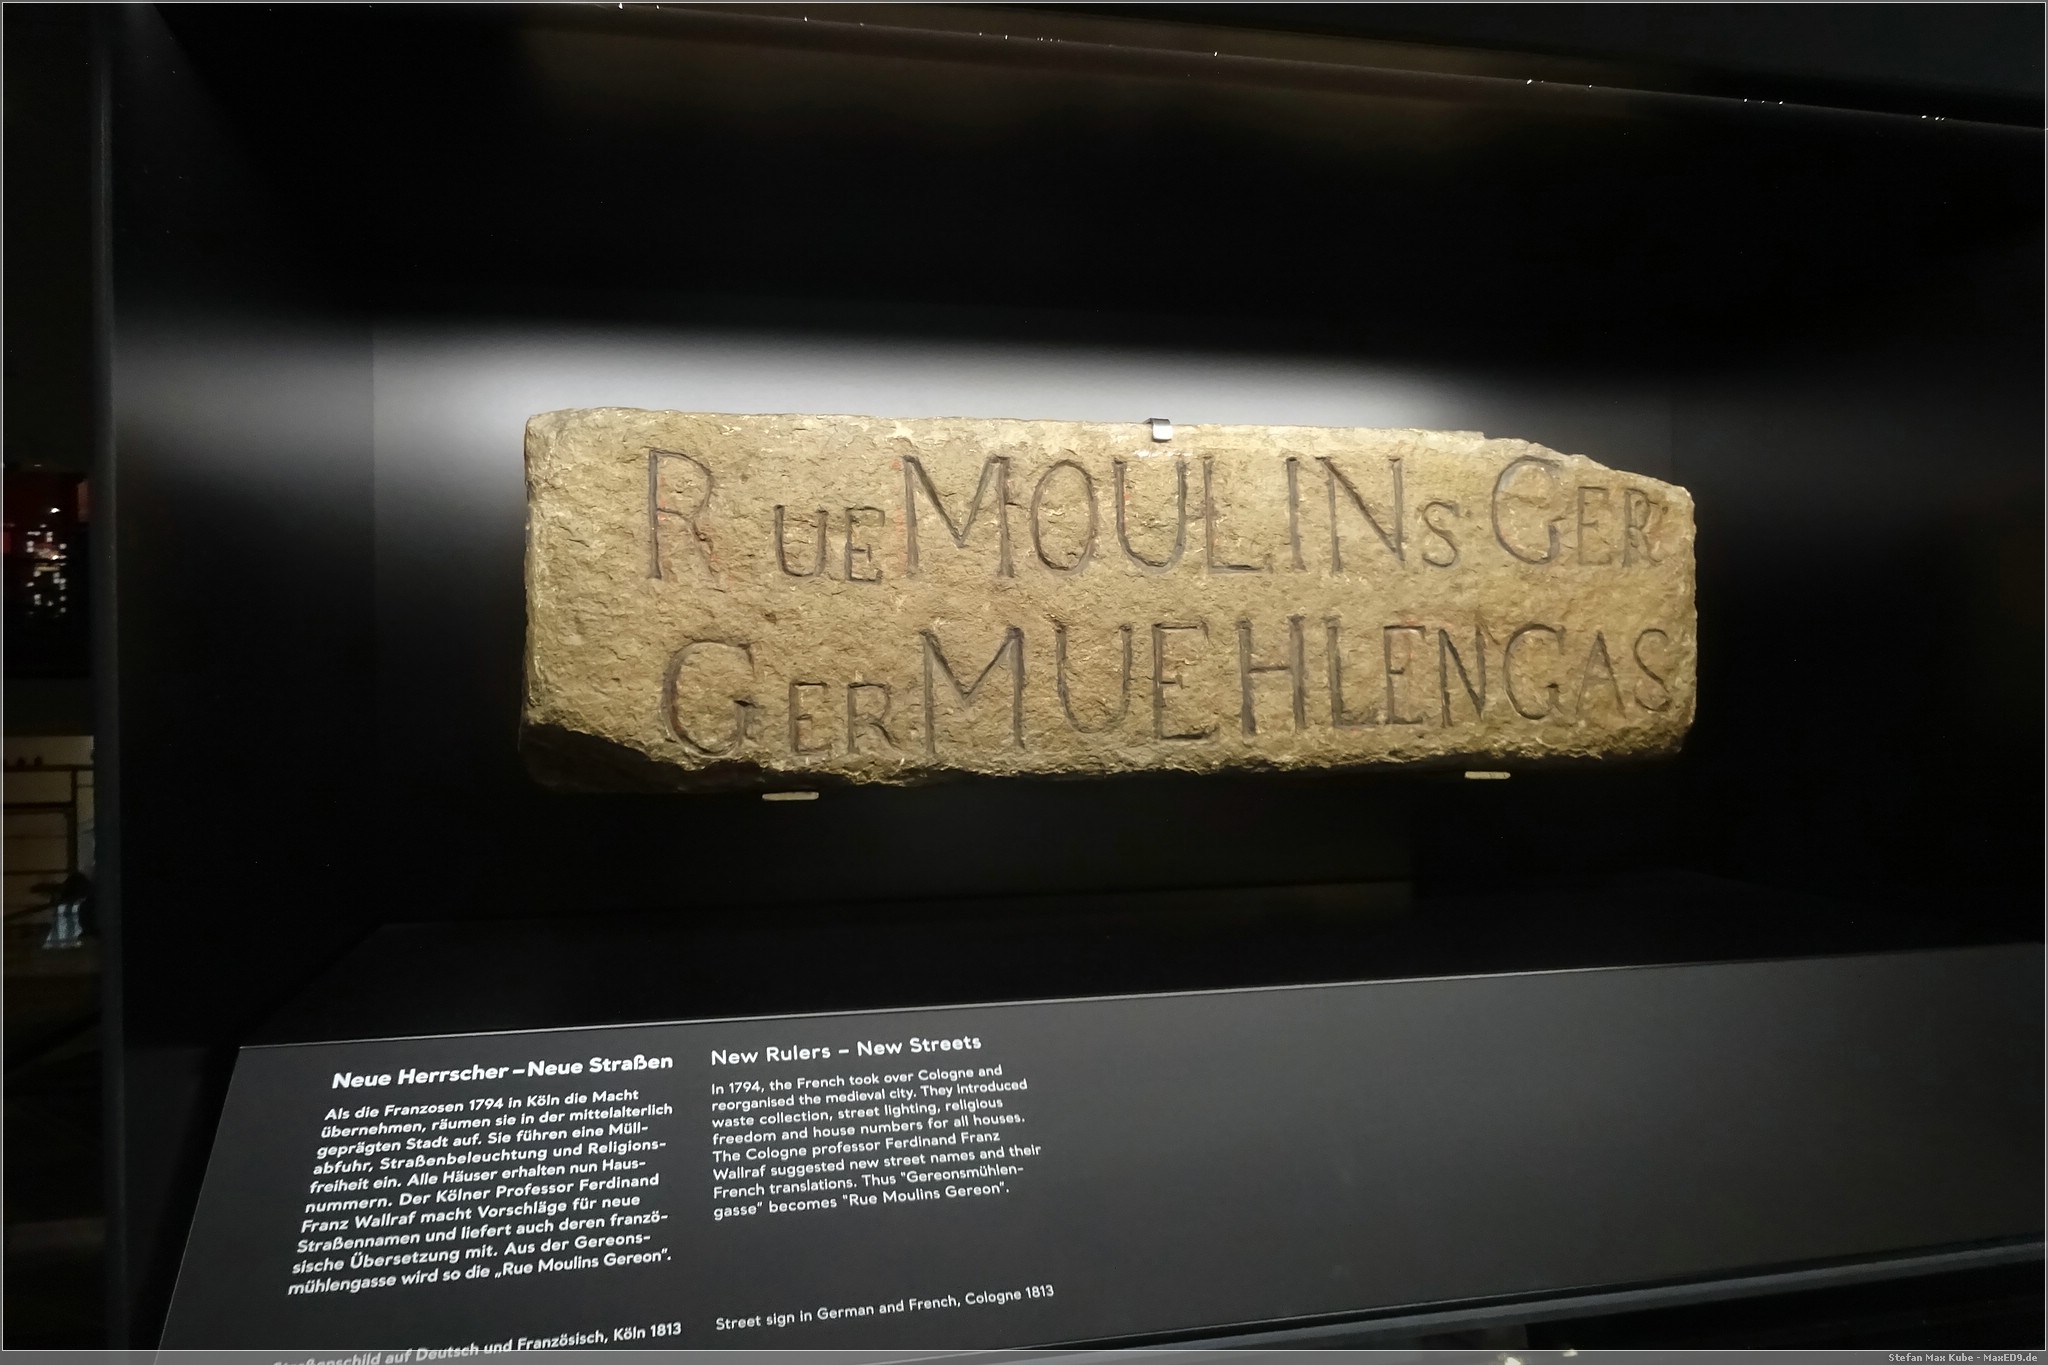 R UE MOULINs GER
GER MUEHLENGAS
Neue Herrscher – Neue Straßen
Als die Franzosen 1794 in Köln die Macht
übernehmen, räumen sie in der mittelalterlich
geprägten Stadt auf. Sie führen eine Müll-
abfuhr, Straßenbeleuchtung und Religions-
freiheit ein. Alle Häuser erhalten nun Haus-
nummern. Der Kölner Professor Ferdinand
Franz Wallraf macht Vorschläge für neue
Straßennamen und liefert auch deren franzö-
sische Übersetzung mit. Aus der Gereons-
mühlengasse wird so die „Rue Moulins Gereon“.
Straßenschild auf Deutsch und Französisch, Köln 1813
New Rulers – New Streets
In 1794, the French took over Cologne and
reorganised the medieval city. They introduced
waste collection, street lighting, religious
freedom and house numbers for all houses.
The Cologne professor Ferdinand Franz
Wallraf suggested new street names and their
French translations. Thus "Gereonsmühlen-
gasse" becomes "Rue Moulins Gereon".
Street sign in German and French, Cologne 1813
Stefan Max Kube - MaxED9.de